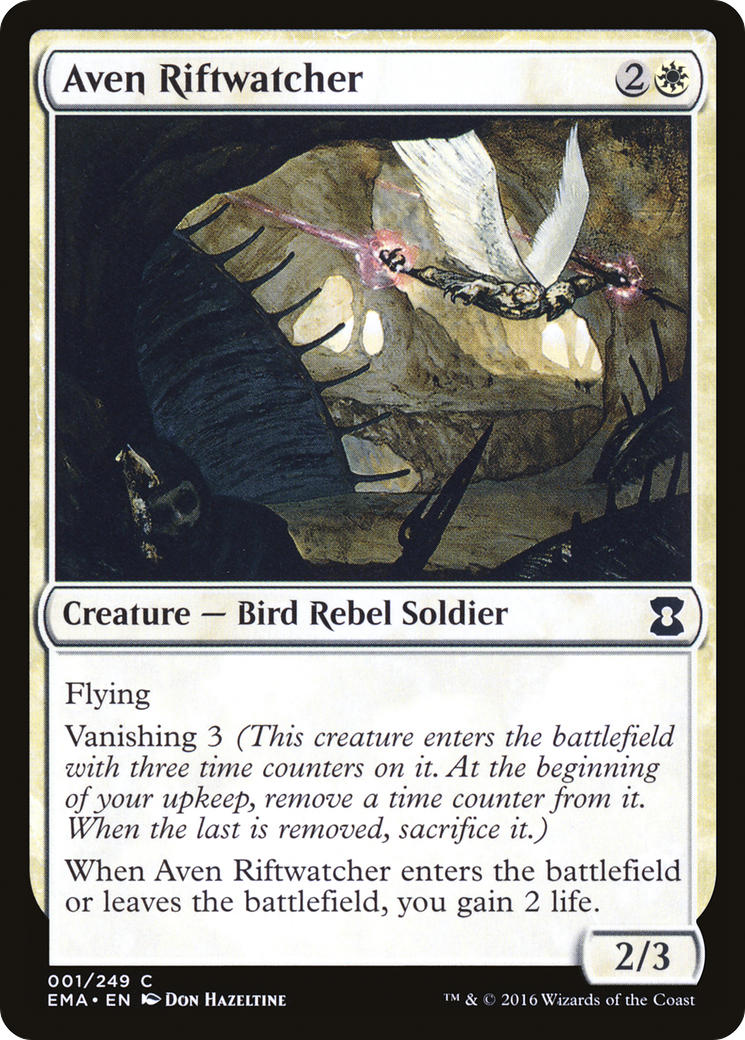 Aven Riftwatcher 2
Creature — Bird Rebel Soldier
Flying
Vanishing 3 (This creature enters the battlefield
with three time counters on it. At the beginning
of your upkeep, remove a time counter from it.
When the last is removed, sacrifice it.)
When Aven Riftwatcher enters the battlefield
or leaves the battlefield, you gain 2 life.
2/3
001/249 C
EMA • EN Don Hazeltine
™ & © 2016 Wizards of the Coast